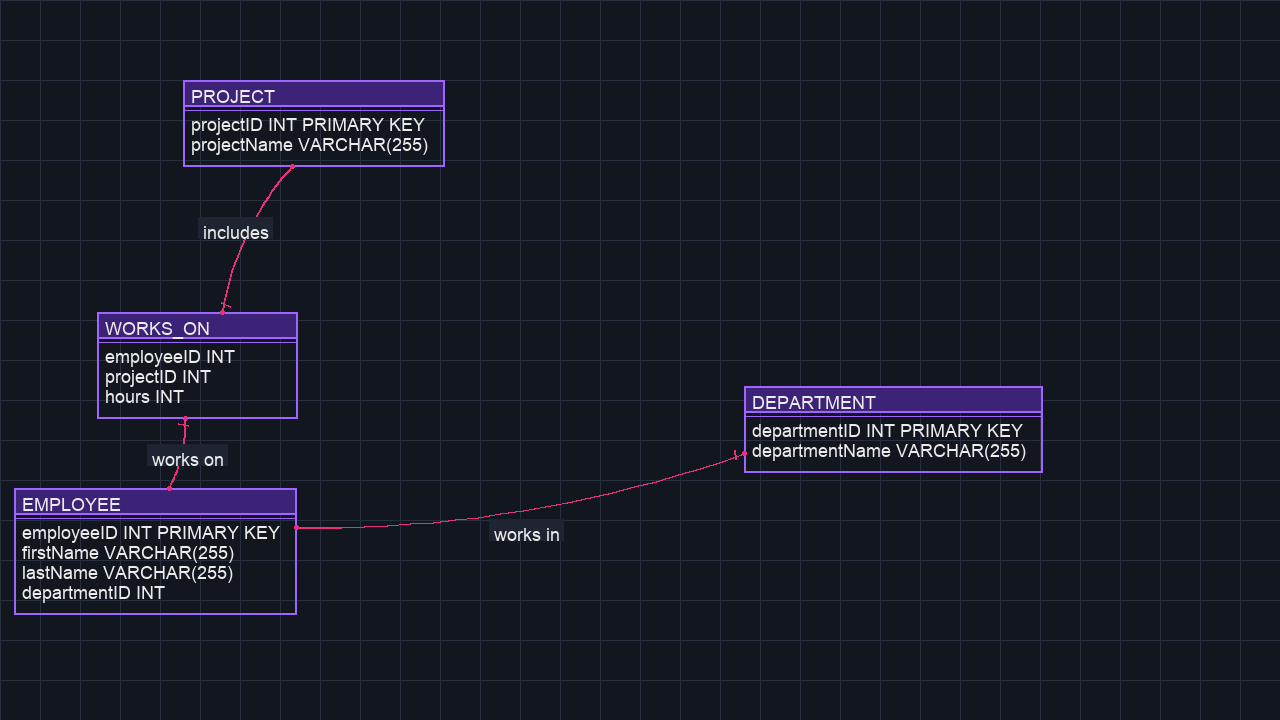 PROJECT
projectID INT PRIMARY KEY
projectName VARCHAR(255)
includes
WORKS_ON
employeeID INT
projectID INT
hours INT
works on
EMPLOYEE
employeeID INT PRIMARY KEY
firstName VARCHAR(255)
lastName VARCHAR(255)
departmentID INT
works in
DEPARTMENT
departmentID INT PRIMARY KEY
departmentName VARCHAR(255)